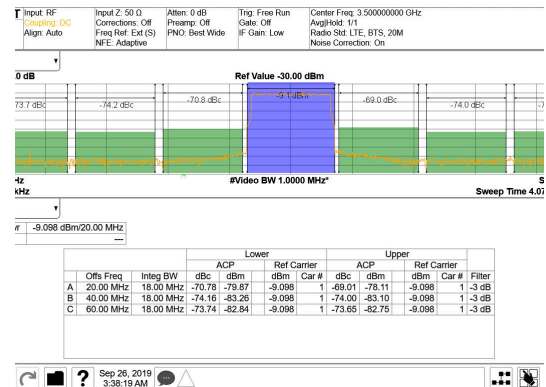 Input: RF Input Z: 50 Ω Atten: 0 dB Trig: Free Run Center Freq: 3.500000000 GHz
Coupling: DC Corrections: Off Preamp: Off Gate: Off Avg|Hold: 1/1
Align: Auto Freq Ref: Ext (S) PNO: Best Wide IF Gain: Low Radio Std: LTE, BTS, 20M
NFE: Adaptive Noise Correction: On
.0 dB Ref Value -30.00 dBm
73.7 dBc -74.2 dBc -70.8 dBc -9.1 dBm -69.0 dBc -74.0 dBc -7
Hz #Video BW 1.0000 MHz* S
kHz Sweep Time 4.07
-9.098 dBm/20.00 MHz
---
Lower Upper
ACP Ref Carrier ACP Ref Carrier
Offs Freq Integ BW dBc dBm dBm Car # dBc dBm dBm Car # Filter
A 20.00 MHz 18.00 MHz -70.78 -79.87 -9.098 1 -69.01 -78.11 -9.098 1 -3 dB
B 40.00 MHz 18.00 MHz -74.16 -83.26 -9.098 1 -74.00 -83.10 -9.098 1 -3 dB
C 60.00 MHz 18.00 MHz -73.74 -82.84 -9.098 1 -73.65 -82.75 -9.098 1 -3 dB
? Sep 26, 2019
3:38:19 AM